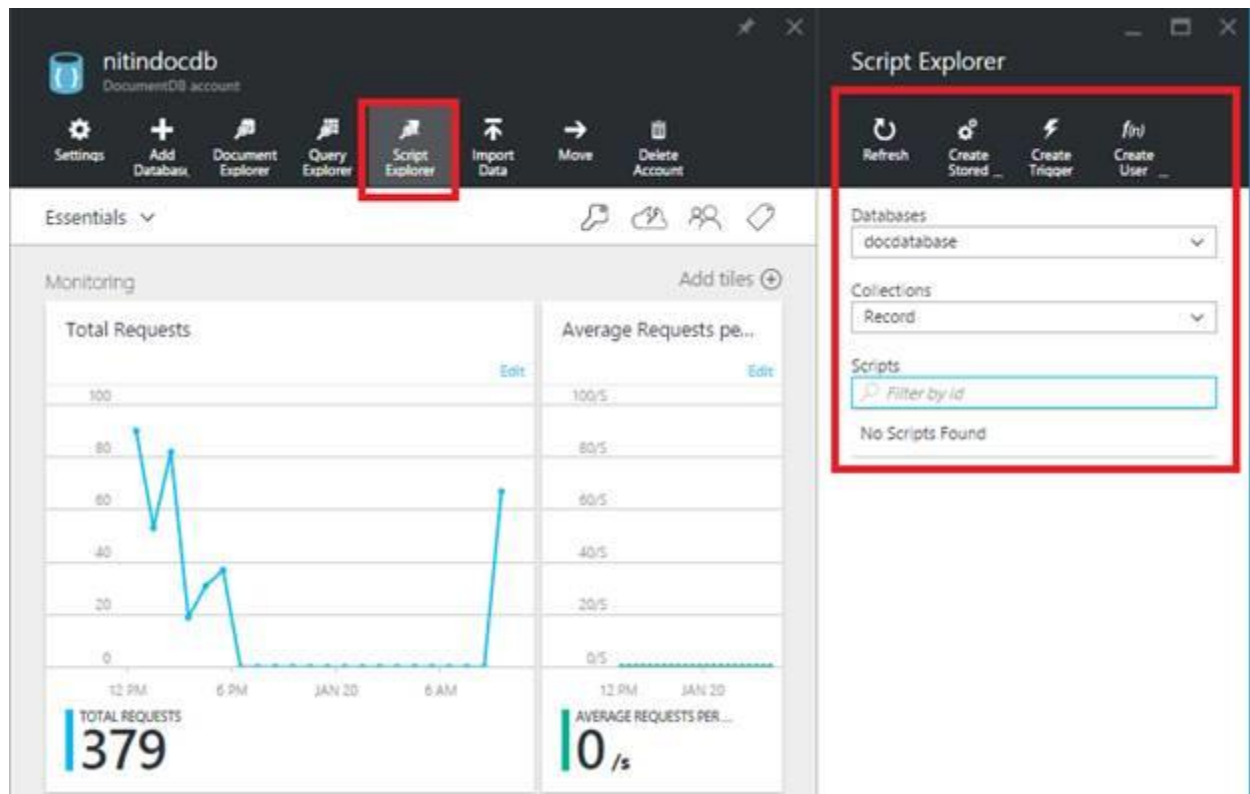 nitindocdb
DocumentDB account
Settings
Add
Databas
Document
Explorer
Query
Explorer
Script
Explorer
Import
Data
Move
Delete
Account
Essentials
Monitoring
Add tiles
Total Requests
Edit
100
80
60
40
20
0
12 PM
6 PM
JAN 20
6 AM
TOTAL REQUESTS
379
Average Requests pe...
Edit
100/S
80/S
60/S
40/S
20/S
0/S
12 PM
JAN 20
AVERAGE REQUESTS PER ...
0 /s
Script Explorer
Refresh
Create
Stored ...
Create
Trigger
f(n)
Create
User ...
Databases
docdatabase
Collections
Record
Scripts
Filter by id
No Scripts Found